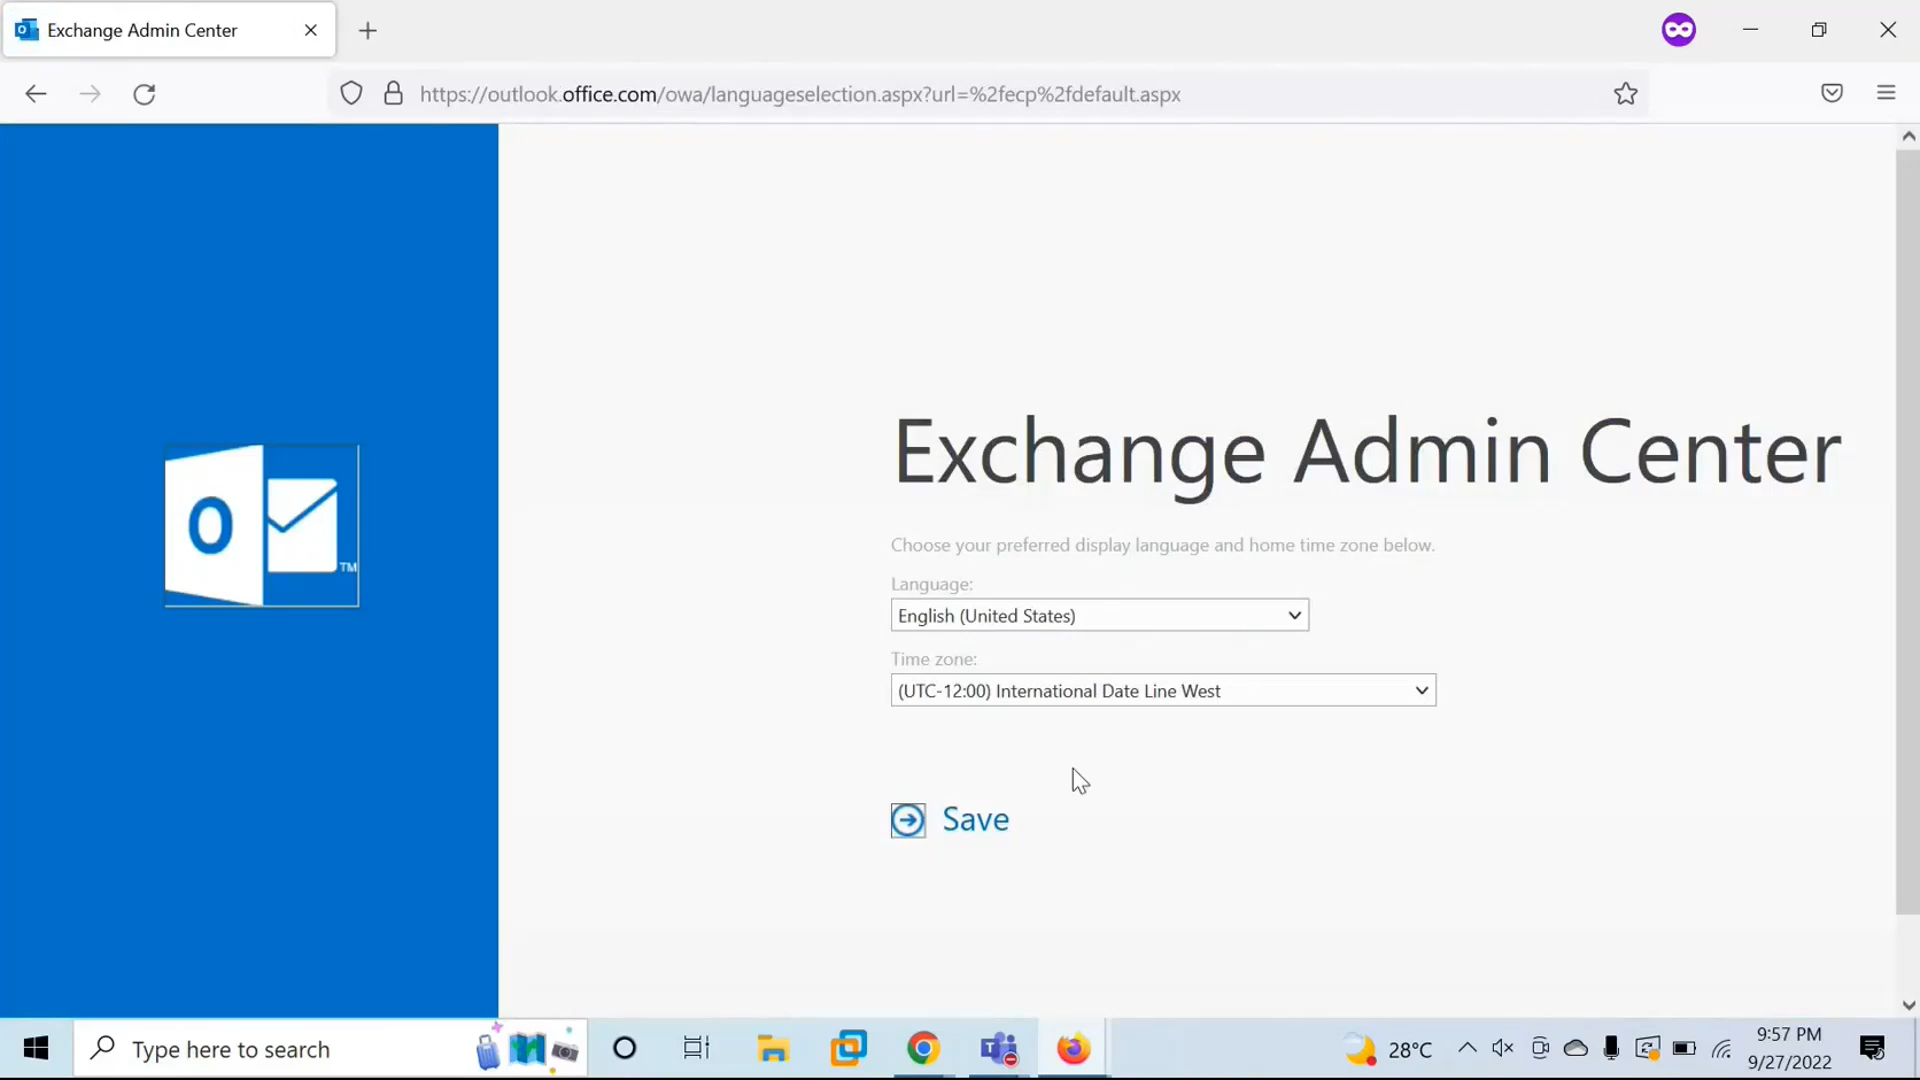 Exchange Admin Center
https://outlook.office.com/owa/languageselection.aspx?url=%2fecp%2fdefault.aspx
O
TM
Exchange Admin Center
Choose your preferred display language and home time zone below.
Language:
English (United States)
Time zone:
(UTC-12:00) International Date Line West
Save
Type here to search
28°C
9:57 PM
9/27/2022